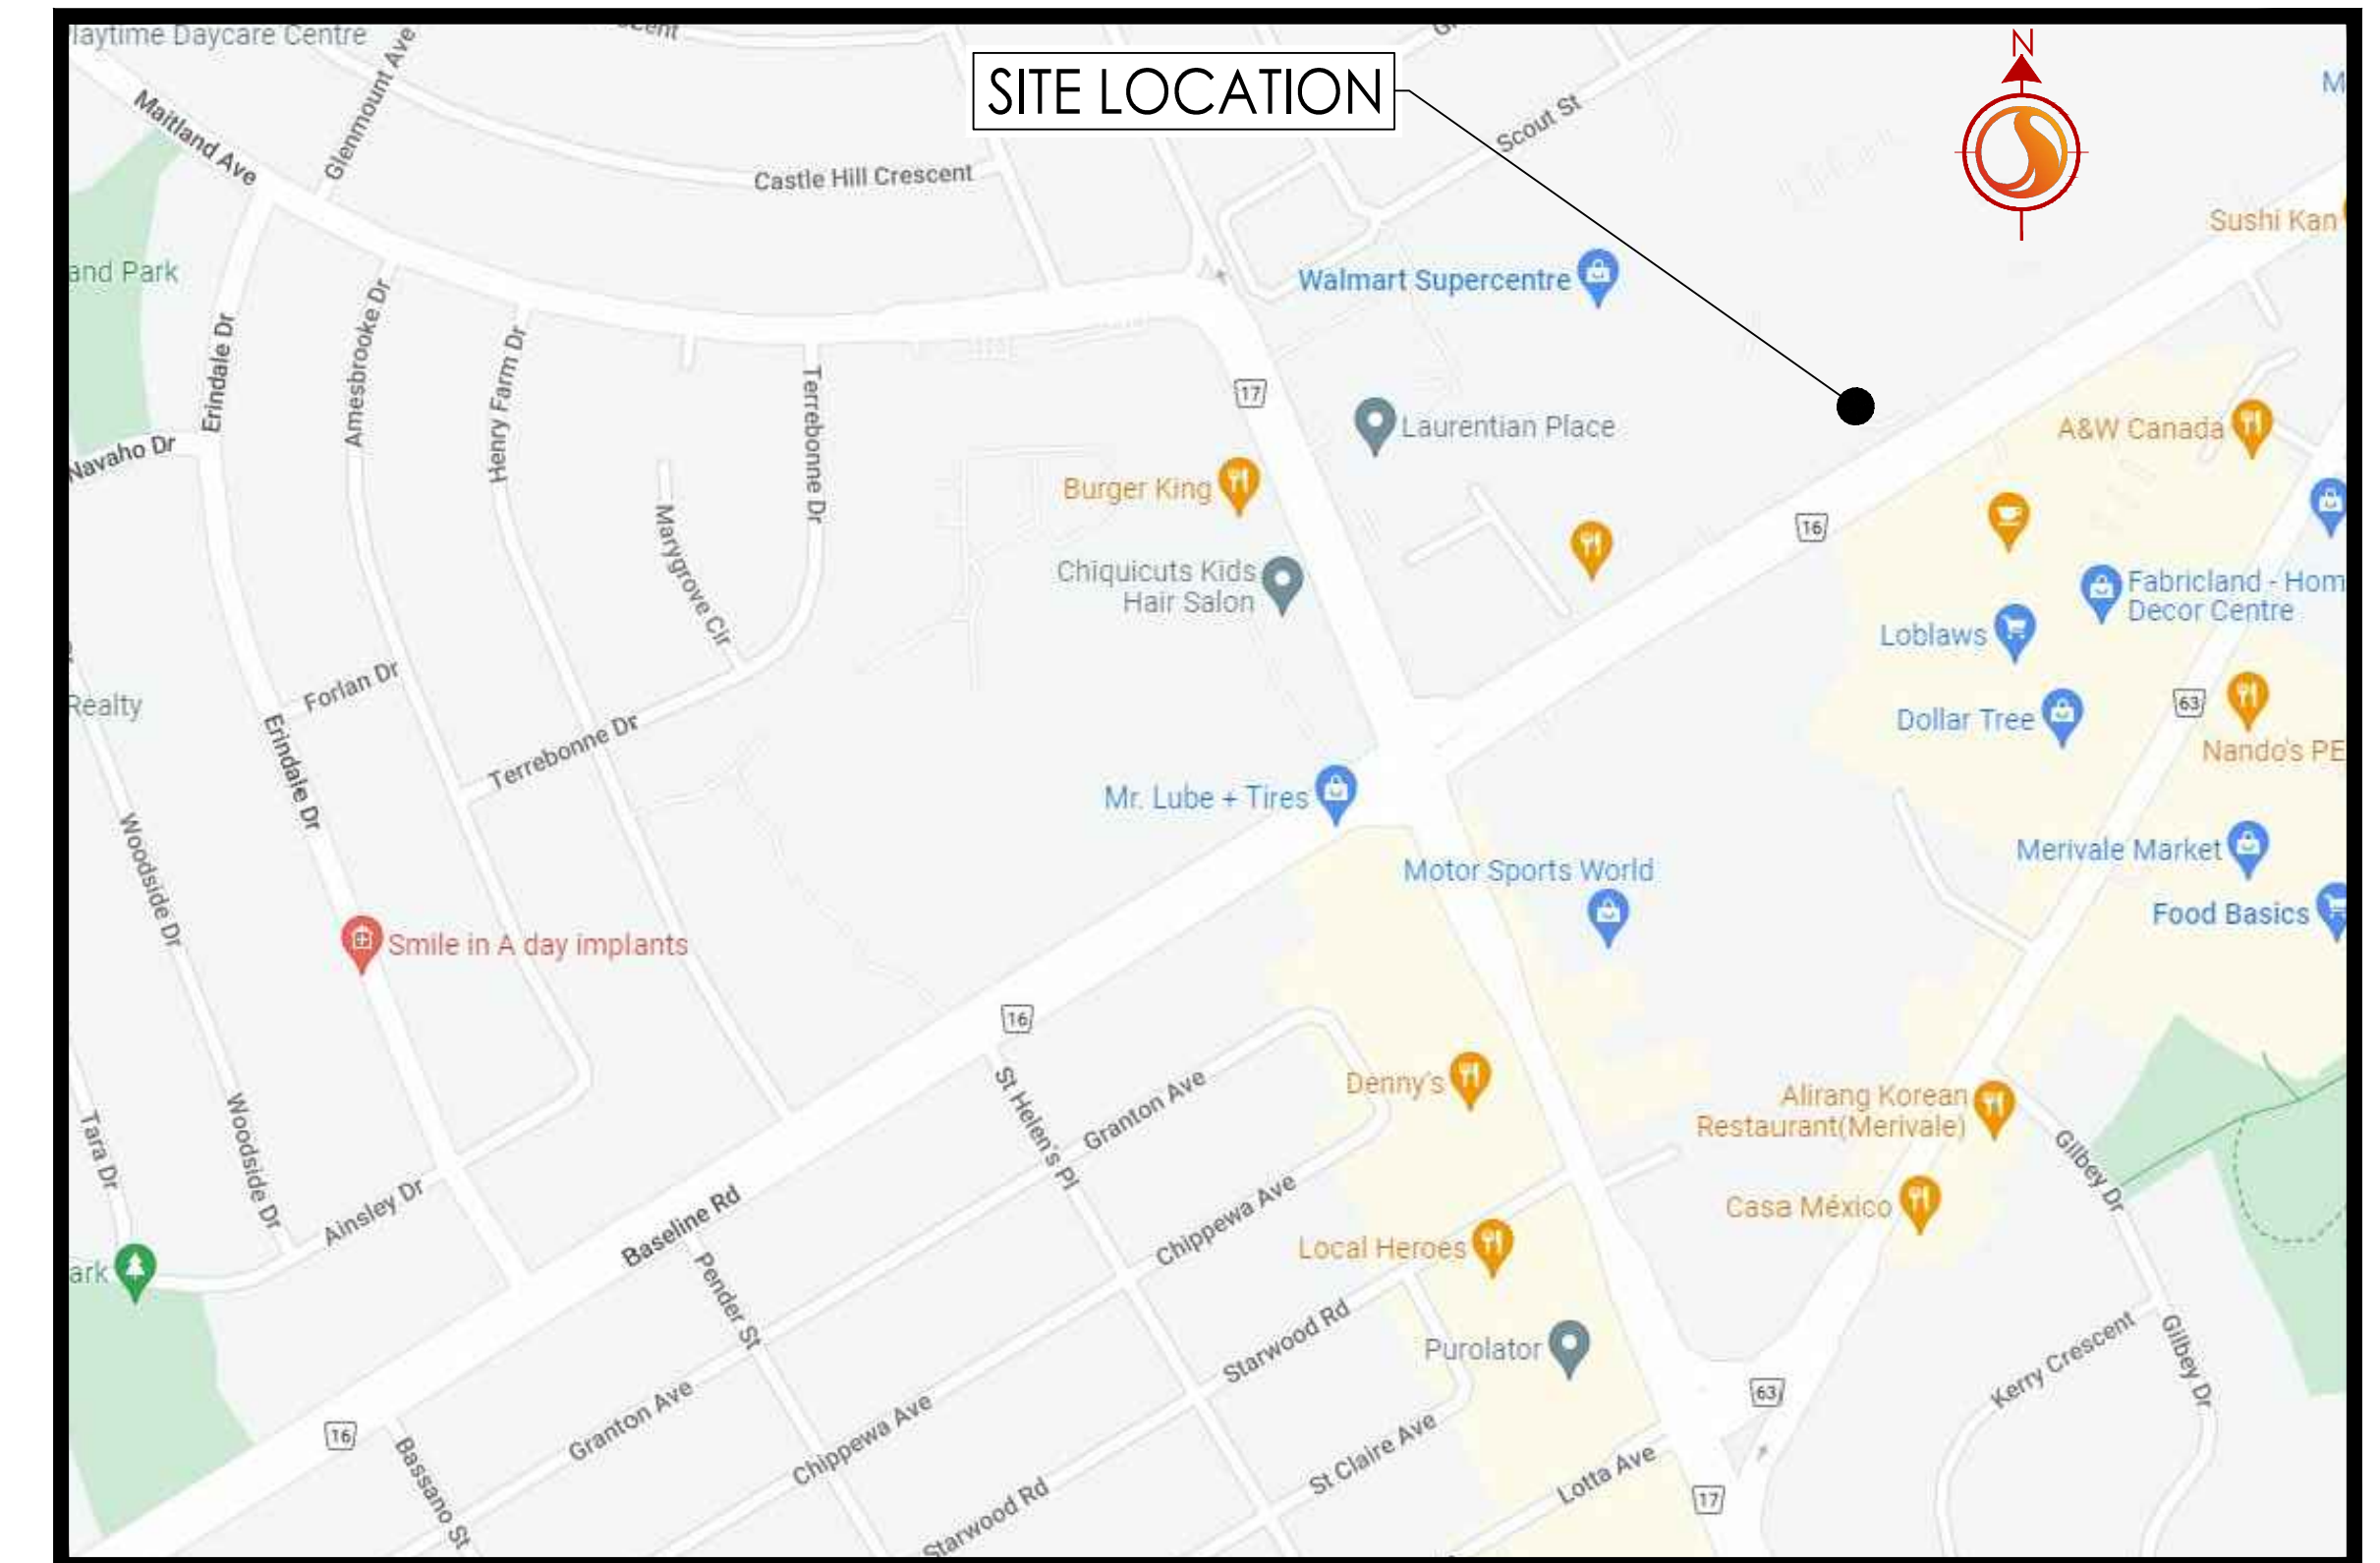 laytime Daycare Centre
Glenmount Ave
SITE LOCATION
N
Maitland Ave
Scout St
Castle Hill Crescent
Sushi Kan
and Park
Walmart Supercentre
Erindale Dr
Amesbrooke Dr
Henry Farm Dr
Terrebonne Dr
17
Laurentian Place
A&W Canada
Navaho Dr
Burger King
16
Marygrove Cir
Chiquicuts Kids
Hair Salon
Fabricland - Hom
Decor Centre
Loblaws
Forlan Dr
Realty
63
Dollar Tree
Nando's PE
Erindale Dr
Terrebonne Dr
Mr. Lube + Tires
Woodside Dr
Motor Sports World
Merivale Market
Food Basics
Smile in A day implants
16
St Helen's Pl
Granton Ave
Denny's
Alirang Korean
Restaurant(Merivale)
Tara Dr
Woodside Dr
Ainsley Dr
Baseline Rd
Chippewa Ave
Casa México
Gilbey Dr
Local Heroes
ark
Pender St
Starwood Rd
Purolator
Kerry Crescent
Gilbey Dr
63
16
Bassano St
Granton Ave
Chippewa Ave
St Claire Ave
Lotta Ave
17
Starwood Rd